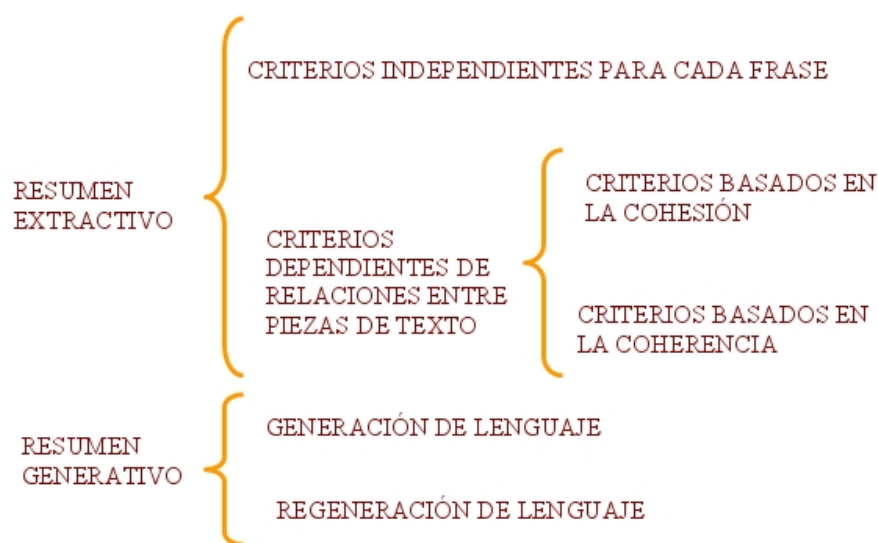 RESUMEN
EXTRACTIVO
CRITERIOS INDEPENDIENTES PARA CADA FRASE
CRITERIOS
DEPENDIENTES DE
RELACIONES ENTRE
PIEZAS DE TEXTO
CRITERIOS BASADOS EN
LA COHESIÓN
CRITERIOS BASADOS EN
LA COHERENCIA
RESUMEN
GENERATIVO
GENERACIÓN DE LENGUAJE
REGENERACIÓN DE LENGUAJE